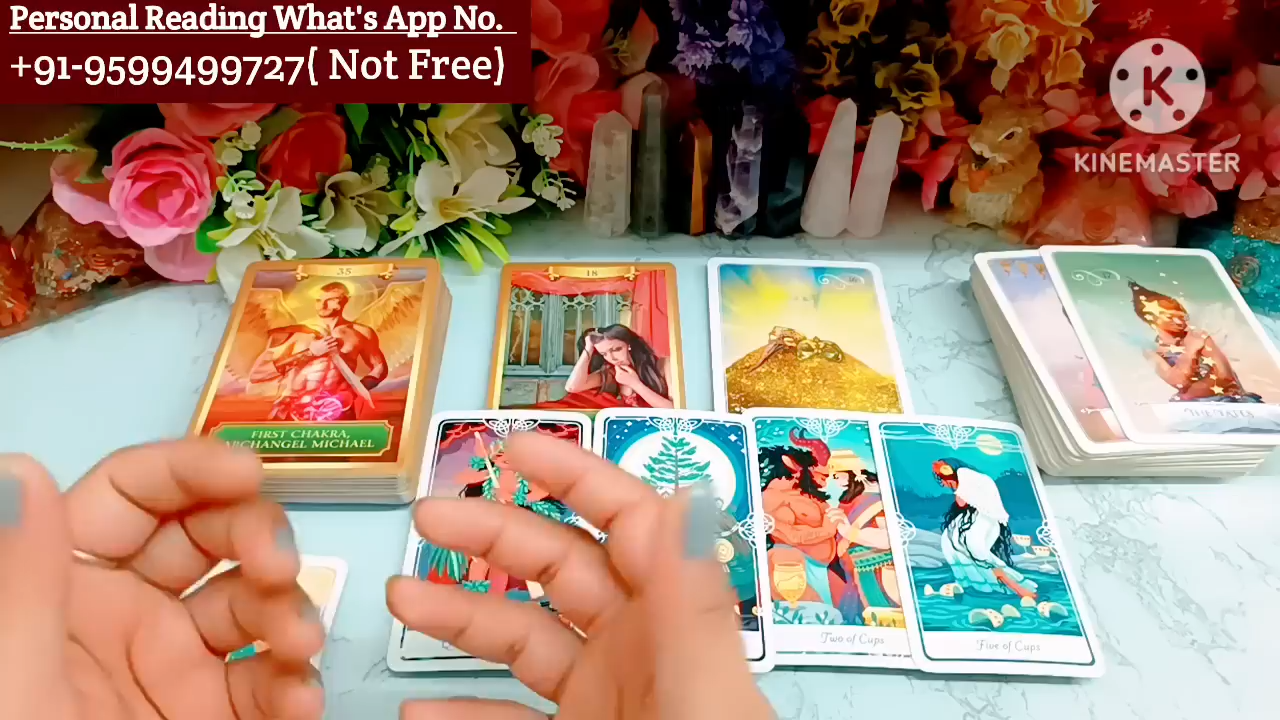 Personal Reading What's App No.
+91-9599499727( Not Free)
KINEMASTER
35
18
FIRST CHAKRA,
ARCHANGEL MICHAEL
Two of Cups
Five of Cups